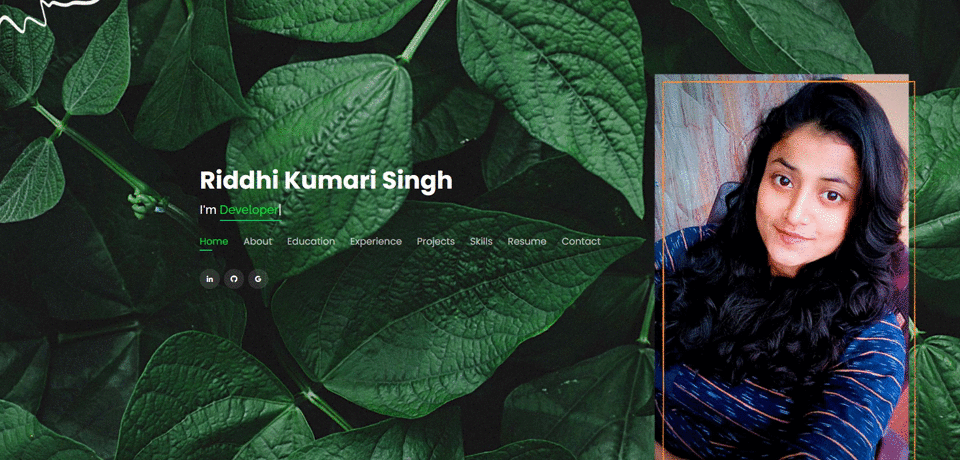 Riddhi Kumari Singh
I'm Developer
Home About Education Experience Projects Skills Resume Contact
in G